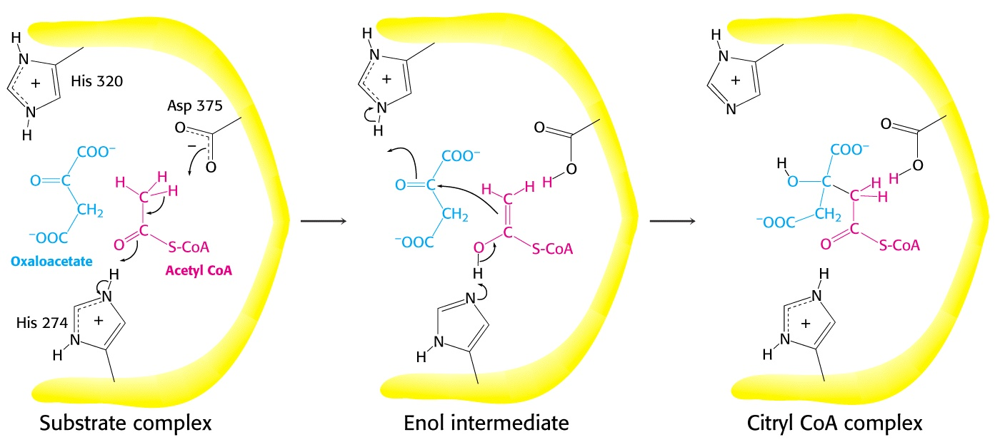 H
N
+
N
H
His 320
Asp 375
O
−
O
COO⁻
O
C
CH₂
⁻OOC
Oxaloacetate
H
H
H
C
C
O
S-CoA
Acetyl CoA
H
N
His 274
+
N
H
Substrate complex
H
N
+
N
H
O
O
H
COO⁻
O
C
CH₂
⁻OOC
H
H
C
C
O
S-CoA
H
N
N
H
Enol intermediate
H
N
+
N
O
O
H
COO⁻
H
O
C
CH₂
⁻OOC
H
C
H
C
O
S-CoA
H
N
+
N
H
Citryl CoA complex